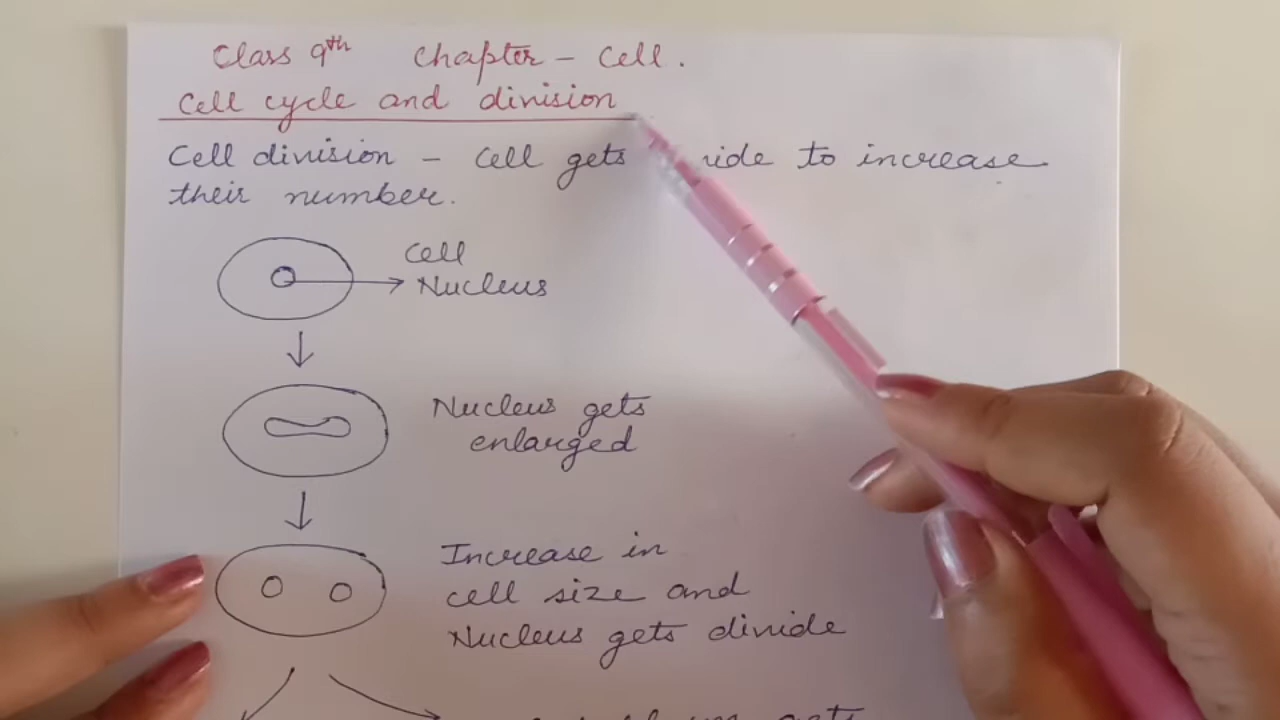 Class 9th Chapter – Cell.
Cell cycle and division
Cell division – Cell gets to increase
their number.
Cell
Nucleus
Nucleus gets
enlarged
Increase in
cell size and
Nucleus gets divide
gets